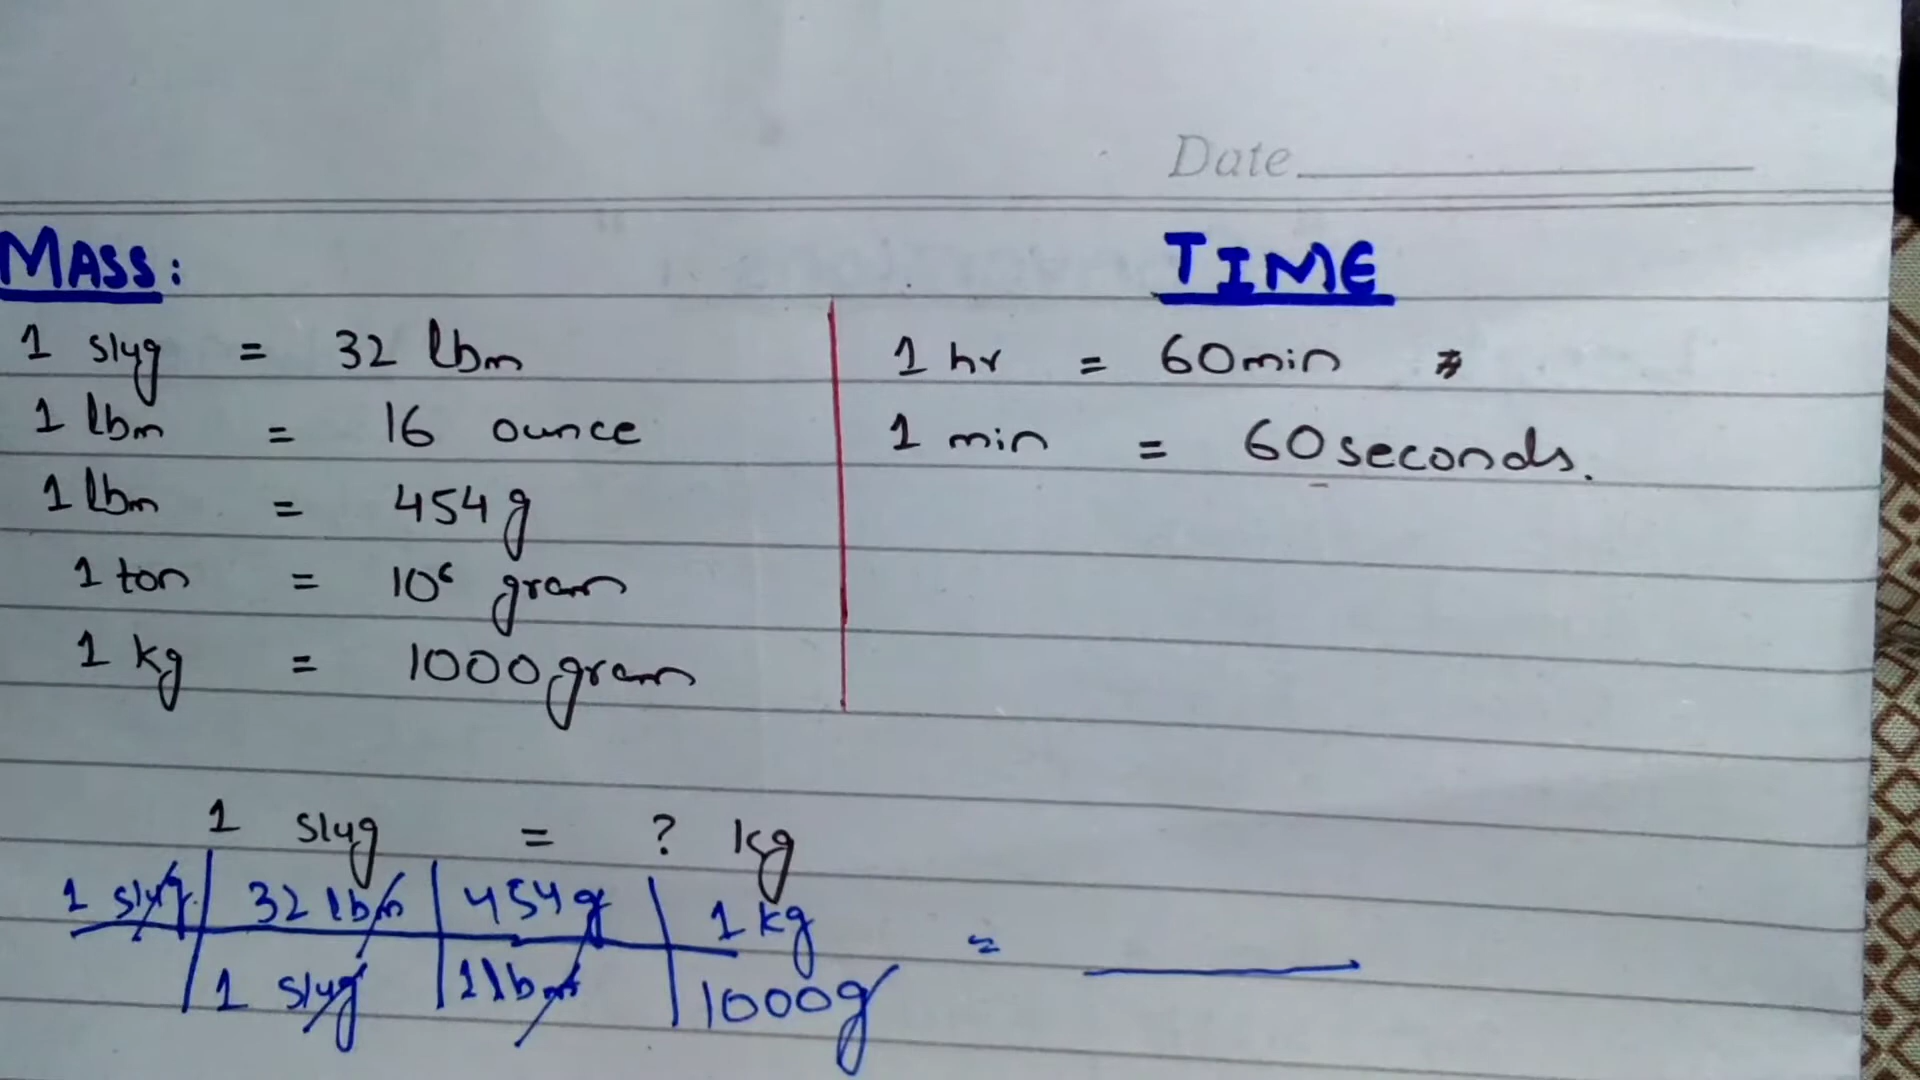 Date
MASS:
1 slug = 32 lbm
1 lbm = 16 ounce
1 lbm = 454 g
1 ton = 10⁶ gram
1 kg = 1000 gram
TIME
1 hr = 60 min
1 min = 60 seconds.
1 slug = ? kg
1 slug | 32 lbm | 454 g | 1 kg =
1 slug | 1 lbm | 1000 g